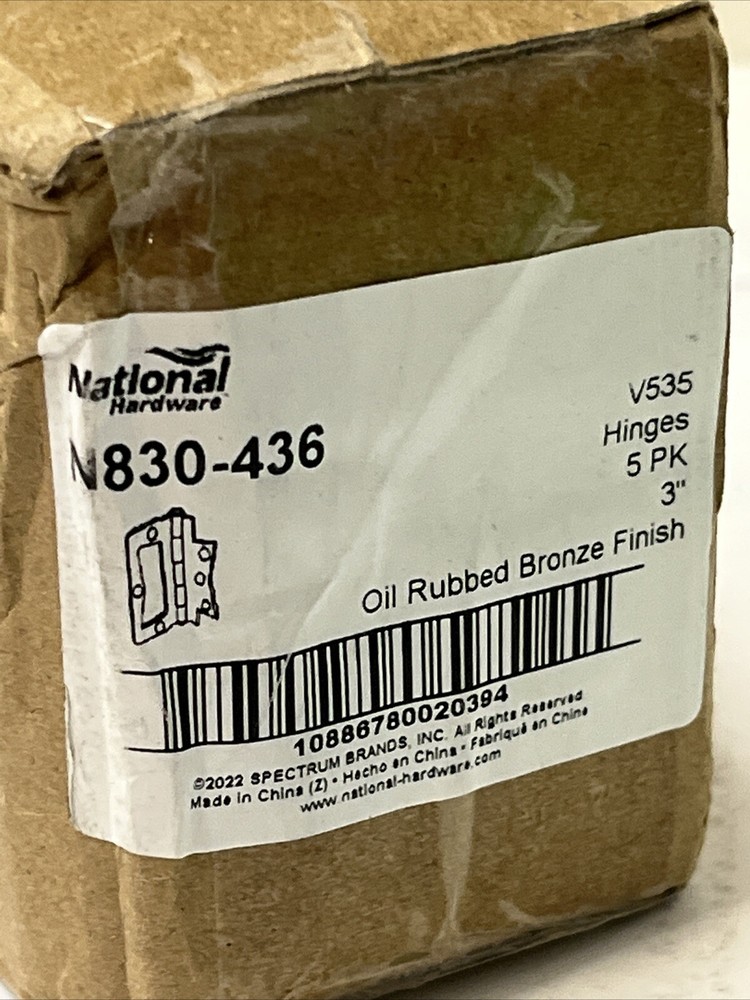 National
Hardware
N830-436
V535
Hinges
5 PK
3"
Oil Rubbed Bronze Finish
10886780020394
©2022 SPECTRUM BRANDS, INC. All Rights Reserved
Made in China (Z) • Hecho en China • Fabriqué en Chine
www.national-hardware.com